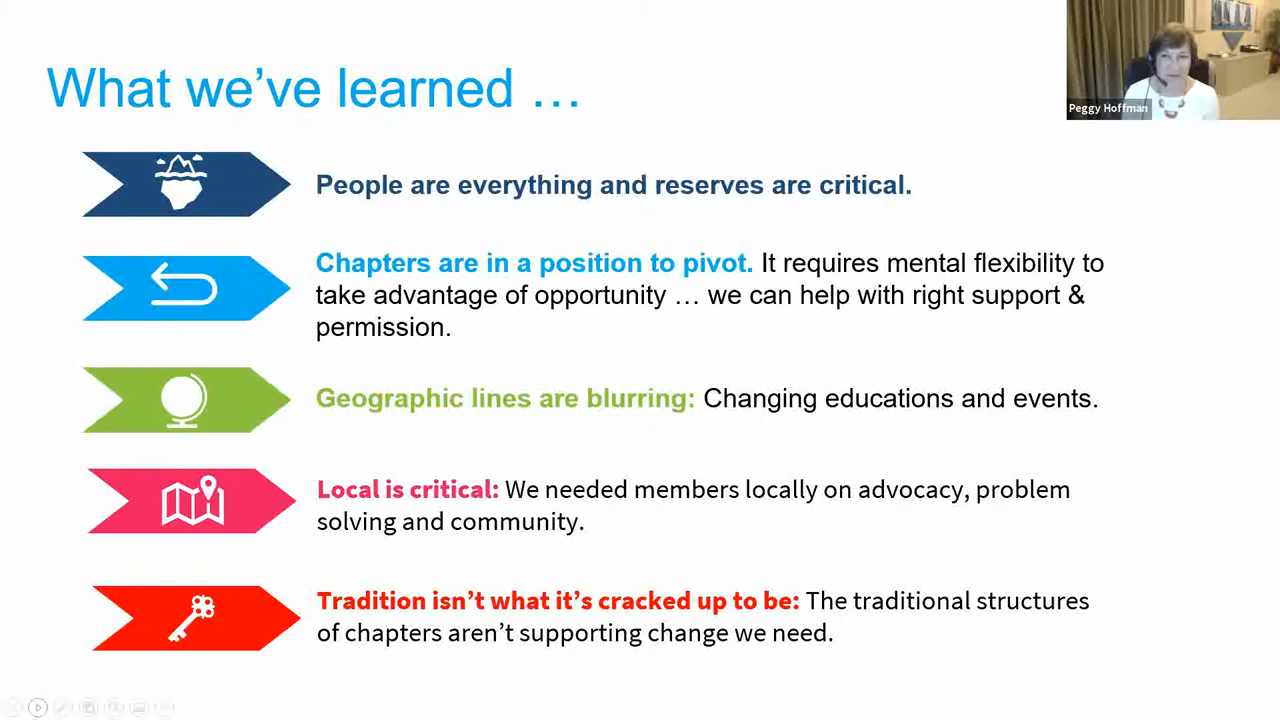 What we've learned …
Peggy Hoffman
People are everything and reserves are critical.
Chapters are in a position to pivot. It requires mental flexibility to
take advantage of opportunity … we can help with right support &
permission.
Geographic lines are blurring: Changing educations and events.
Local is critical: We needed members locally on advocacy, problem
solving and community.
Tradition isn't what it's cracked up to be: The traditional structures
of chapters aren't supporting change we need.